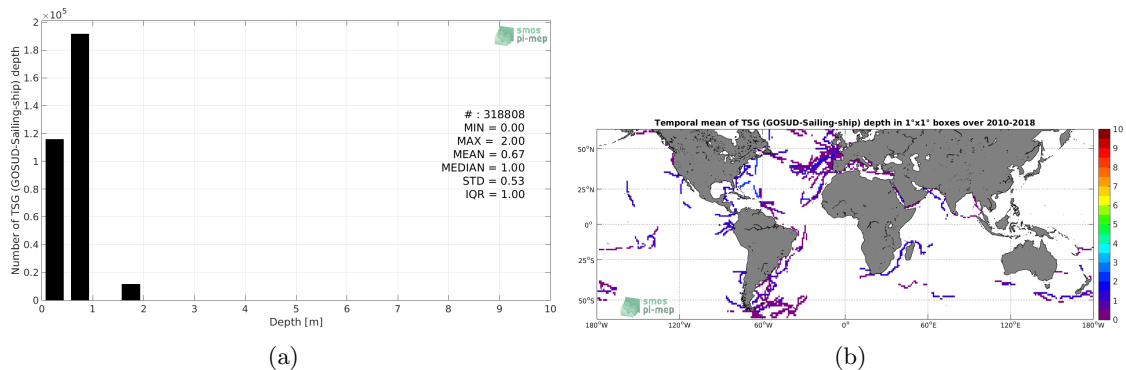 ×10⁵
2
1.8
1.6
1.4
1.2
1
0.8
0.6
0.4
0.2
0
Number of TSG (GOSUD-Sailing-ship) depth
smos
pi-mep
# : 318808
MIN = 0.00
MAX = 2.00
MEAN = 0.67
MEDIAN = 1.00
STD = 0.53
IQR = 1.00
0 1 2 3 4 5 6 7 8 9 10
Depth [m]
(a)
Temporal mean of TSG (GOSUD-Sailing-ship) depth in 1°x1° boxes over 2010-2018
50°N
25°N
0°
25°S
50°S
smos
pi-mep
180°W 120°W 60°W 0° 60°E 120°E 180°W
10
9
8
7
6
5
4
3
2
1
0
(b)